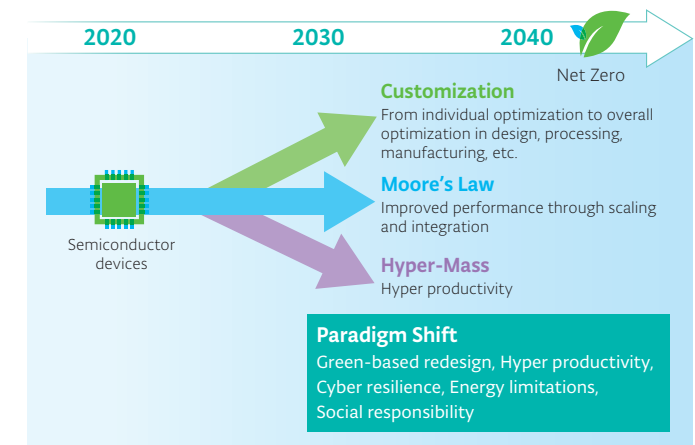 2020 2030 2040
Net Zero
Customization
From individual optimization to overall
optimization in design, processing,
manufacturing, etc.
Moore's Law
Improved performance through scaling
and integration
Semiconductor
devices
Hyper-Mass
Hyper productivity
Paradigm Shift
Green-based redesign, Hyper productivity,
Cyber resilience, Energy limitations,
Social responsibility